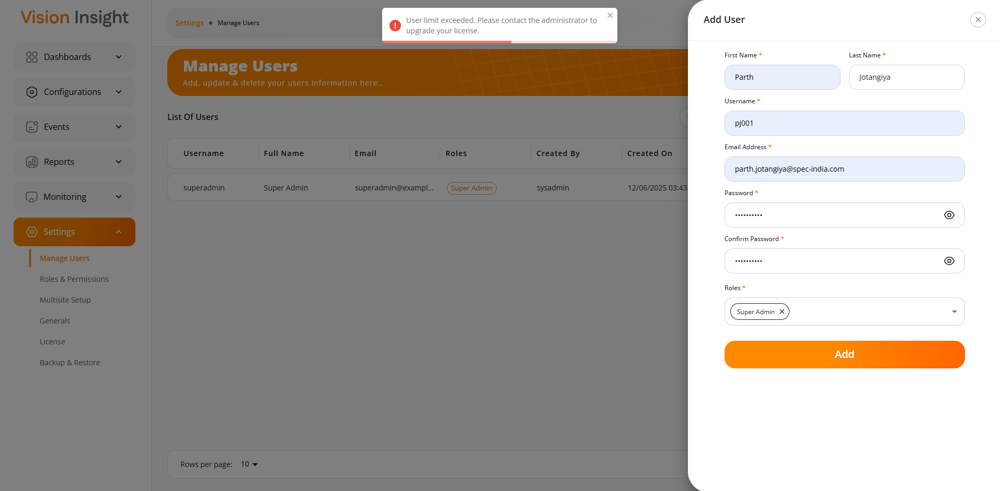 Vision Insight
Dashboards
Configurations
Events
Reports
Monitoring
Settings
Manage Users
Roles & Permissions
Multisite Setup
Generals
License
Backup & Restore
Settings • Manage Users
User limit exceeded. Please contact the administrator to
upgrade your license.
Manage Users
Add, update & delete your users information here..
List Of Users
Username Full Name Email Roles Created By Created On
superadmin Super Admin superadmin@exampl... Super Admin sysadmin 12/06/2025 03:43
Rows per page: 10
Add User
First Name * Last Name *
Parth Jotangiya
Username *
pj001
Email Address *
parth.jotangiya@spec-india.com
Password *
••••••••••
Confirm Password *
••••••••••
Roles *
Super Admin
Add